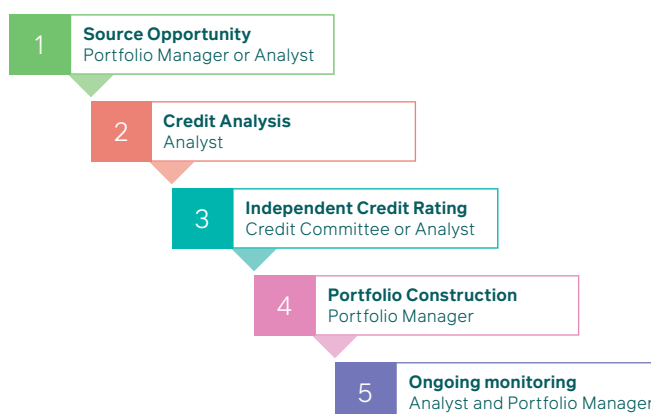 1
Source Opportunity
Portfolio Manager or Analyst
2
Credit Analysis
Analyst
3
Independent Credit Rating
Credit Committee or Analyst
4
Portfolio Construction
Portfolio Manager
5
Ongoing monitoring
Analyst and Portfolio Manager